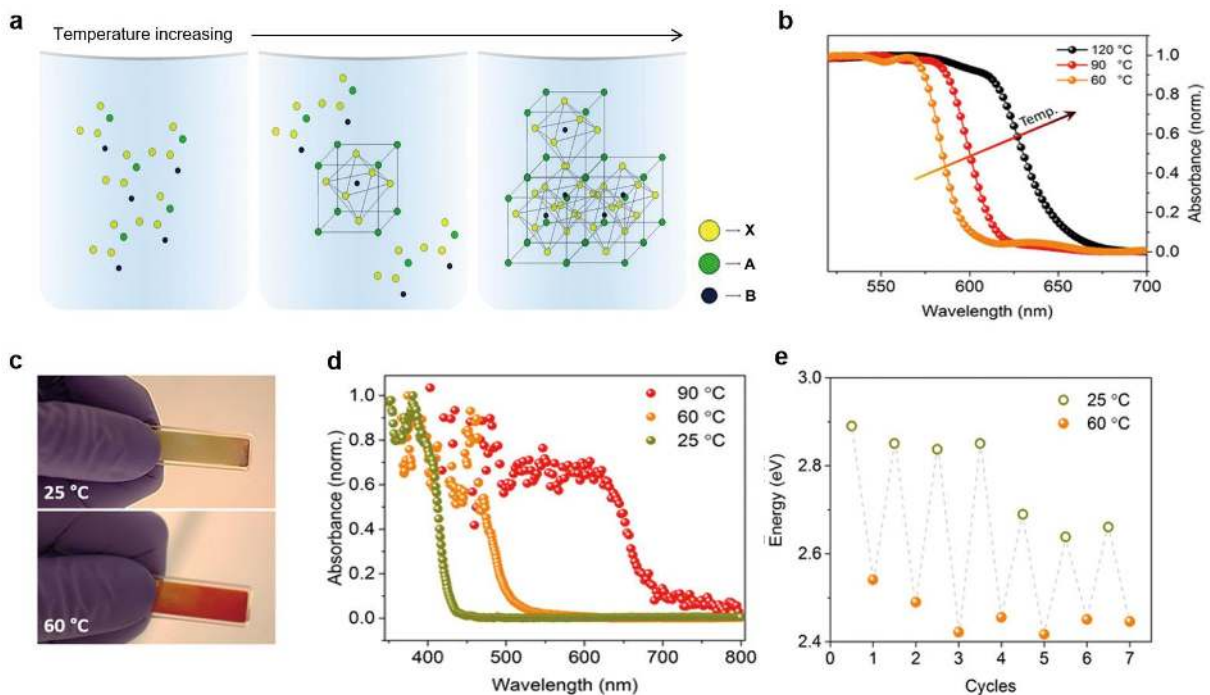 a
Temperature increasing
X
A
B
b
120 °C
90 °C
60 °C
Temp.
Absorbance (norm.)
1.0
0.8
0.6
0.4
0.2
0.0
550 600 650 700
Wavelength (nm)
c
25 °C
60 °C
d
Absorbance (norm.)
1.0
0.8
0.6
0.4
0.2
0.0
90 °C
60 °C
25 °C
400 500 600 700 800
Wavelength (nm)
e
Energy (eV)
3.0
2.8
2.6
2.4
25 °C
60 °C
0 1 2 3 4 5 6 7
Cycles